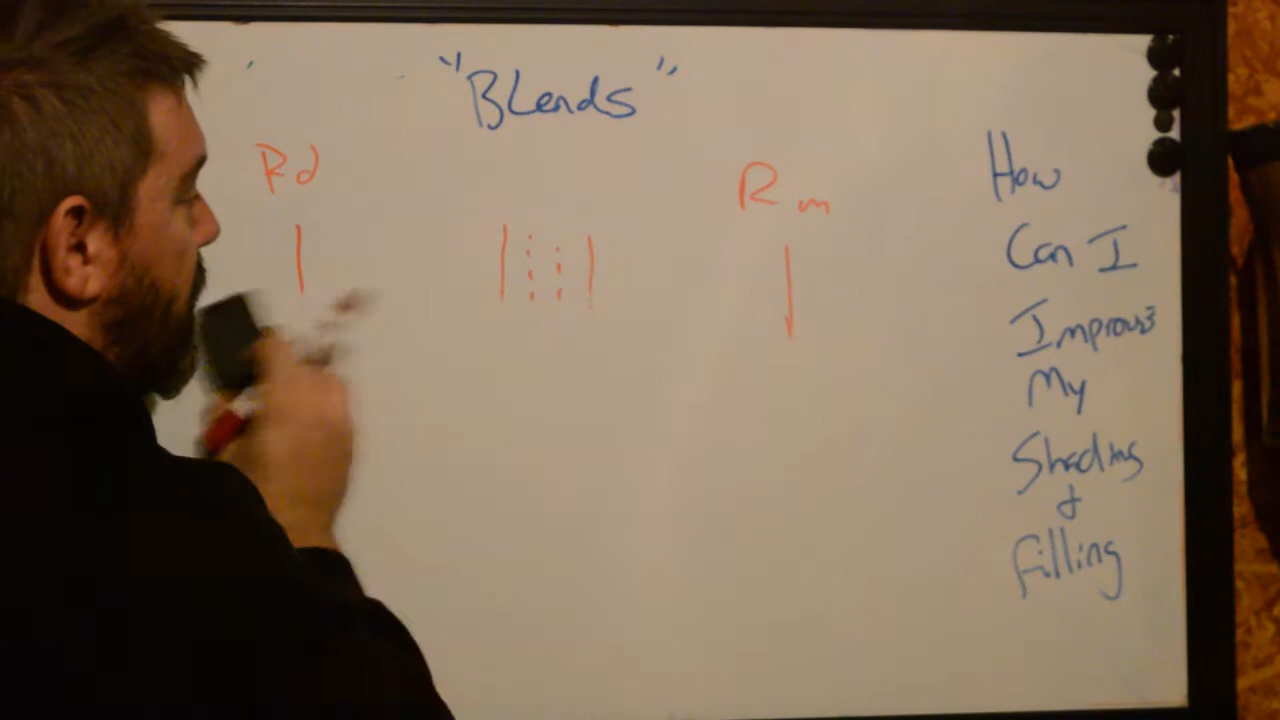 "BLends"
Rd
Rm
How
Can I
Improve
My
Shading
&
Filling